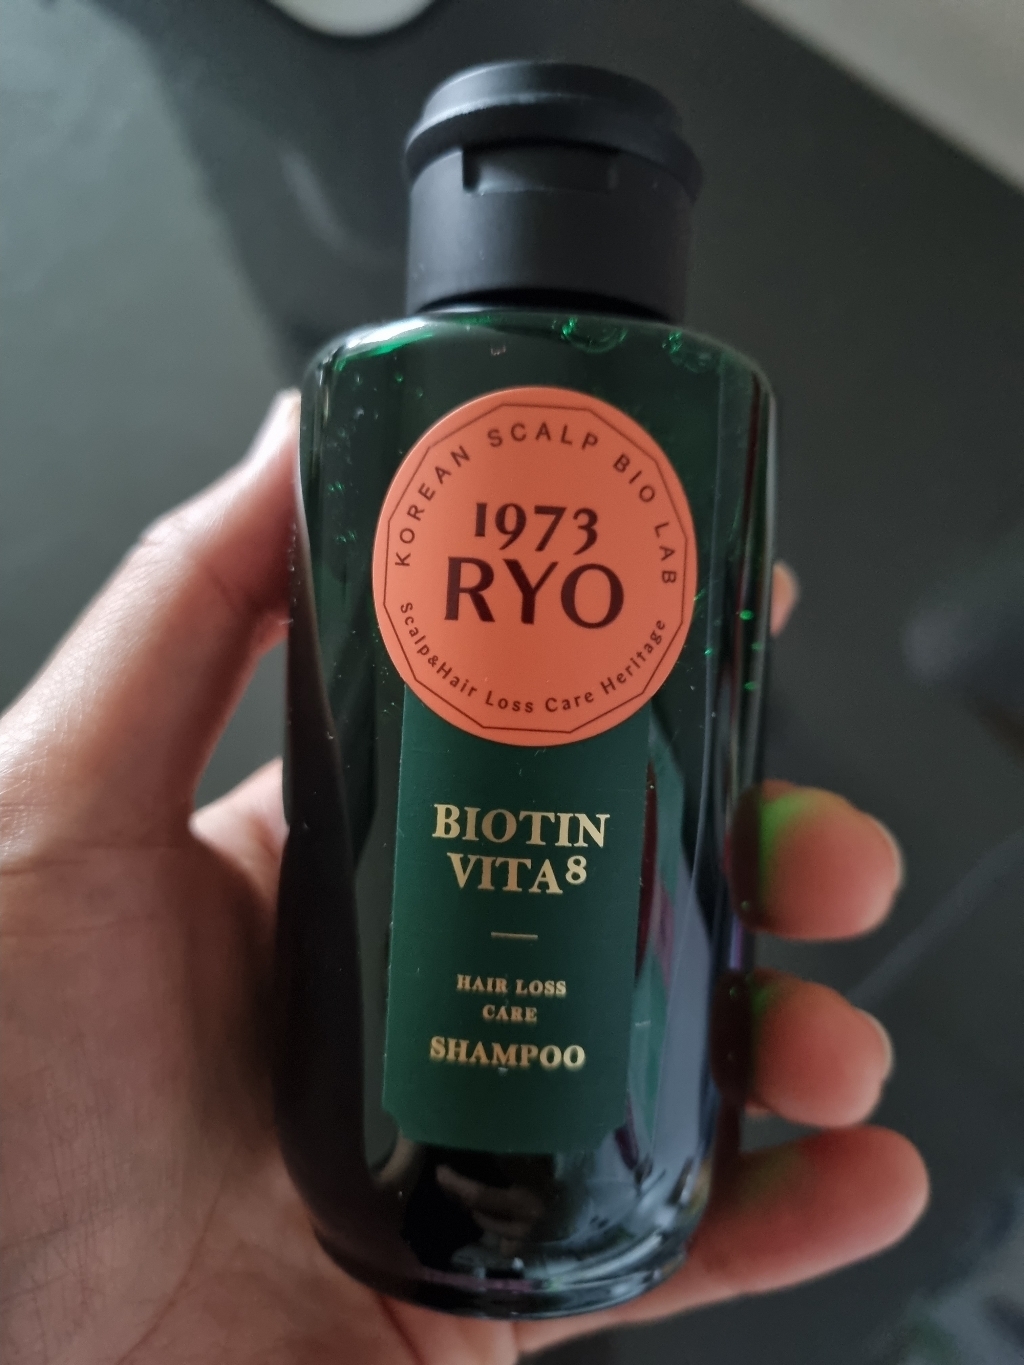 KOREAN SCALP BIO LAB
1973
RYO
Scalp&Hair Loss Care Heritage
BIOTIN
VITA⁸
HAIR LOSS
CARE
SHAMPOO